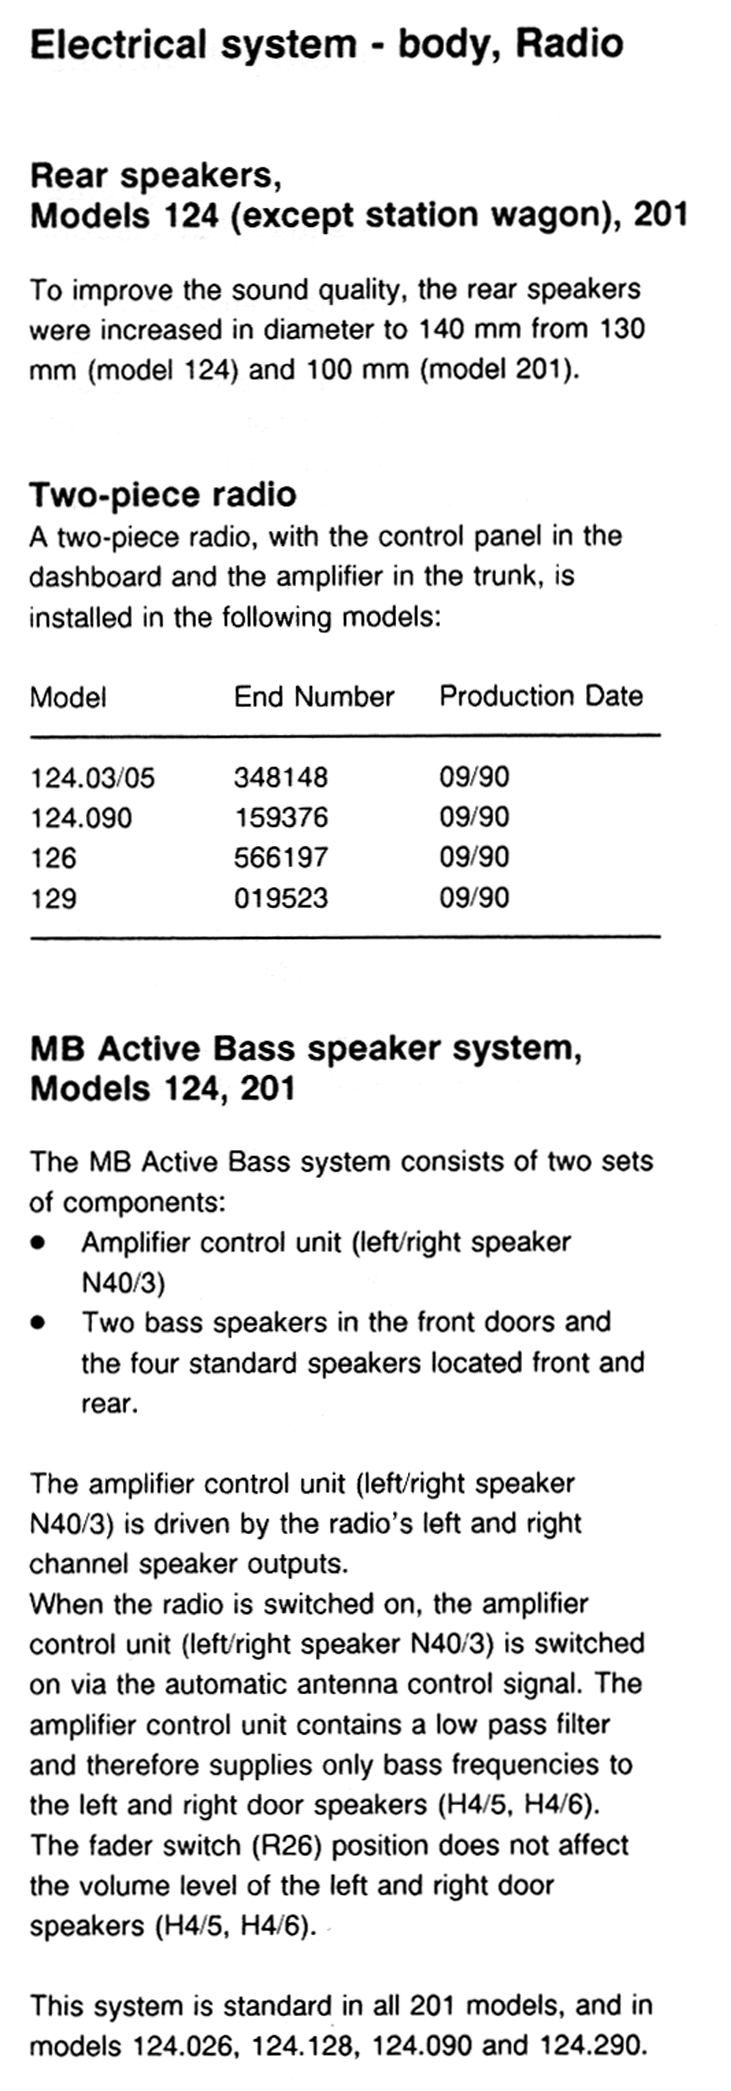 Electrical system - body, Radio
Rear speakers,
Models 124 (except station wagon), 201
To improve the sound quality, the rear speakers
were increased in diameter to 140 mm from 130
mm (model 124) and 100 mm (model 201).
Two-piece radio
A two-piece radio, with the control panel in the
dashboard and the amplifier in the trunk, is
installed in the following models:
Model End Number Production Date
124.03/05 348148 09/90
124.090 159376 09/90
126 566197 09/90
129 019523 09/90
MB Active Bass speaker system,
Models 124, 201
The MB Active Bass system consists of two sets
of components:
● Amplifier control unit (left/right speaker
N40/3)
● Two bass speakers in the front doors and
the four standard speakers located front and
rear.
The amplifier control unit (left/right speaker
N40/3) is driven by the radio's left and right
channel speaker outputs.
When the radio is switched on, the amplifier
control unit (left/right speaker N40/3) is switched
on via the automatic antenna control signal. The
amplifier control unit contains a low pass filter
and therefore supplies only bass frequencies to
the left and right door speakers (H4/5, H4/6).
The fader switch (R26) position does not affect
the volume level of the left and right door
speakers (H4/5, H4/6).
This system is standard in all 201 models, and in
models 124.026, 124.128, 124.090 and 124.290.